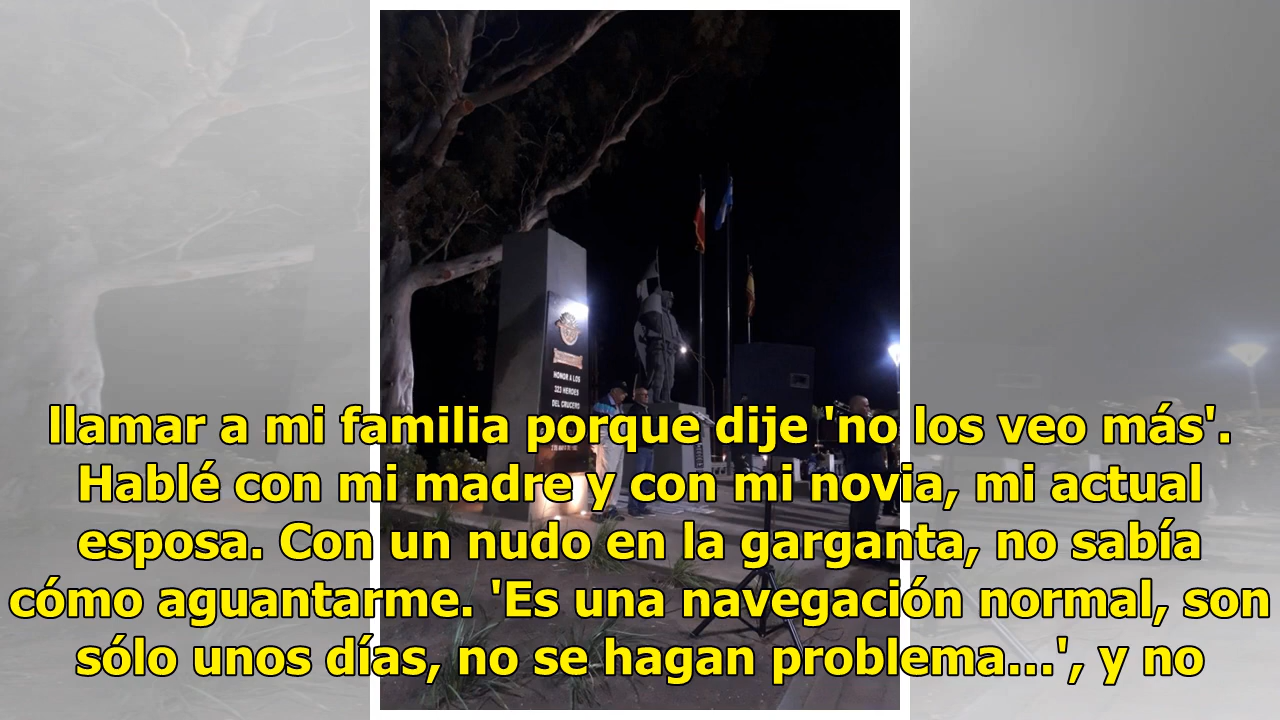 HONOR A LOS
323 HEROES
DEL CRUCERO
llamar a mi familia porque dije 'no los veo más'.
Hablé con mi madre y con mi novia, mi actual
esposa. Con un nudo en la garganta, no sabía
cómo aguantarme. 'Es una navegación normal, son
sólo unos días, no se hagan problema...', y no